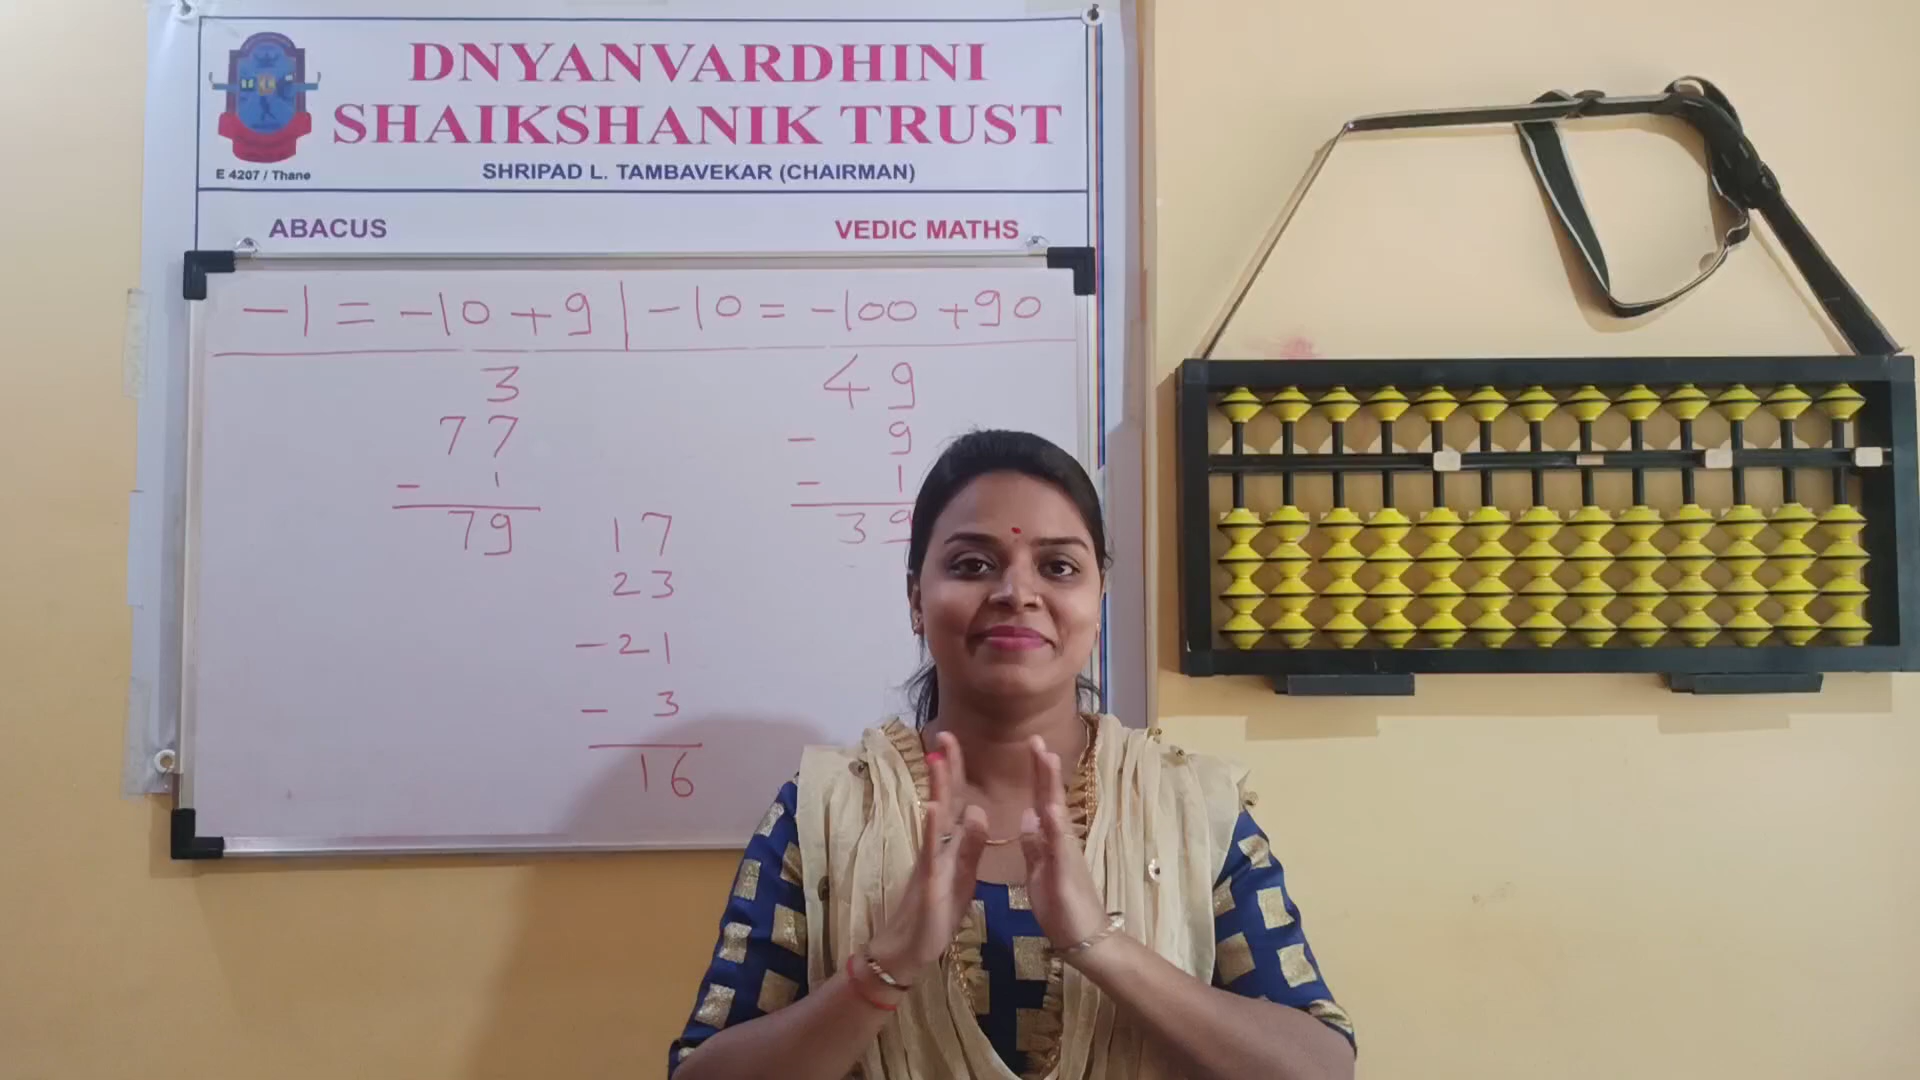 DNYANVARDHINI
SHAIKSHANIK TRUST
E 4207 / Thane
SHRIPAD L. TAMBAVEKAR (CHAIRMAN)
ABACUS
VEDIC MATHS
-1 = -10 +9 | -10 = -100 +90
3
77
- 1
79
17
23
-21
- 3
16
49
- 9
- 1
39